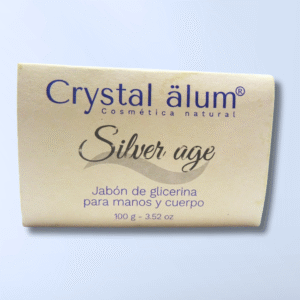 Crystal älum®
Cosmética natural
Silver age
Jabón de glicerina
para manos y cuerpo
100 g - 3.52 oz